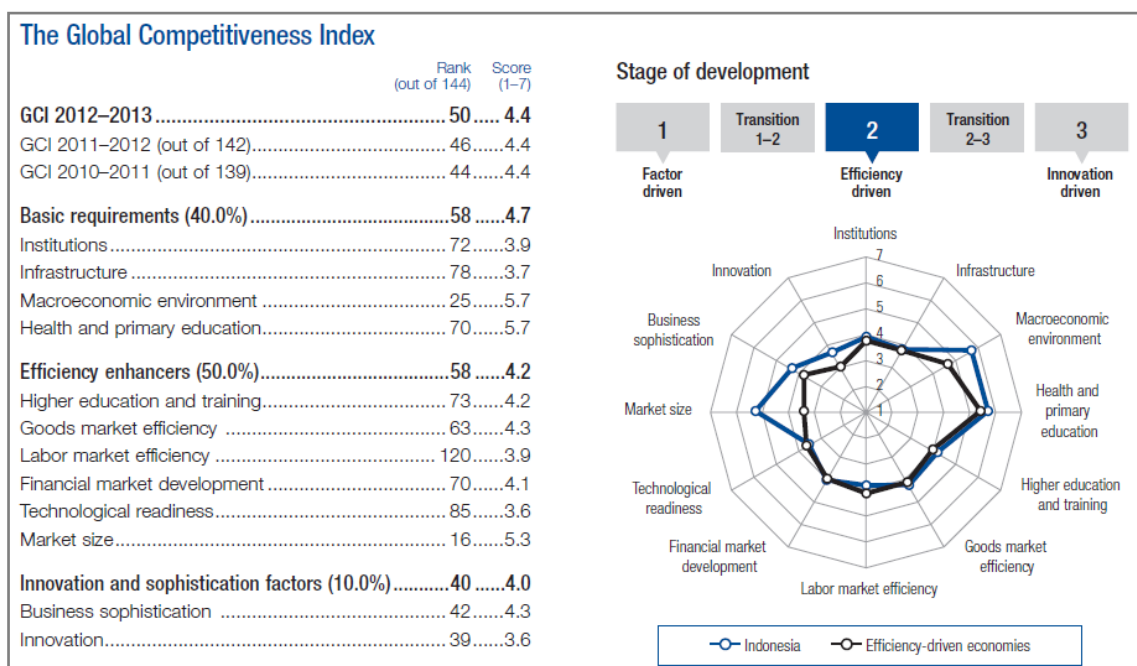 The Global Competitiveness Index
Rank Score
(out of 144) (1–7)
GCI 2012–2013 ........................................................ 50 ..... 4.4
GCI 2011–2012 (out of 142) ........................................ 46 ...... 4.4
GCI 2010–2011 (out of 139) ........................................ 44 ...... 4.4
Basic requirements (40.0%) ........................................ 58 ...... 4.7
Institutions ........................................................ 72 ...... 3.9
Infrastructure ........................................................ 78 ...... 3.7
Macroeconomic environment ........................................ 25 ...... 5.7
Health and primary education ........................................ 70 ...... 5.7
Efficiency enhancers (50.0%) ........................................ 58 ...... 4.2
Higher education and training ........................................ 73 ...... 4.2
Goods market efficiency ........................................ 63 ...... 4.3
Labor market efficiency ........................................ 120 ...... 3.9
Financial market development ........................................ 70 ...... 4.1
Technological readiness ........................................ 85 ...... 3.6
Market size ........................................................ 16 ...... 5.3
Innovation and sophistication factors (10.0%) .......... 40 ...... 4.0
Business sophistication ........................................ 42 ...... 4.3
Innovation ........................................................ 39 ...... 3.6
Stage of development
1
Transition
1–2
2
Transition
2–3
3
Factor
driven
Efficiency
driven
Innovation
driven
Institutions
Infrastructure
Macroeconomic
environment
Health and
primary
education
Higher education
and training
Goods market
efficiency
Labor market efficiency
Financial market
development
Technological
readiness
Market size
Business
sophistication
Innovation
7
6
5
4
3
2
1
Indonesia
Efficiency-driven economies